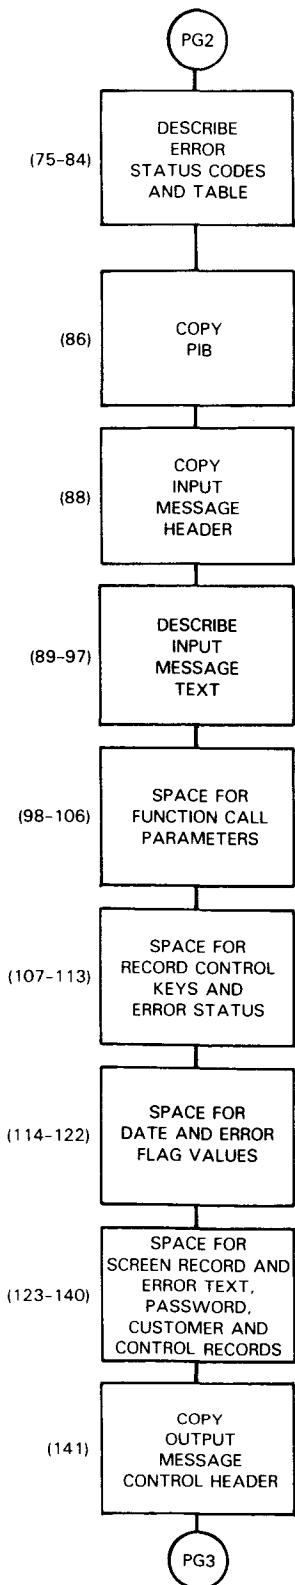 PG2
(75-84)
DESCRIBE
ERROR
STATUS CODES
AND TABLE
(86)
COPY
PIB
(88)
COPY
INPUT
MESSAGE
HEADER
(89-97)
DESCRIBE
INPUT
MESSAGE
TEXT
(98-106)
SPACE FOR
FUNCTION CALL
PARAMETERS
(107-113)
SPACE FOR
RECORD CONTROL
KEYS AND
ERROR STATUS
(114-122)
SPACE FOR
DATE AND ERROR
FLAG VALUES
(123-140)
SPACE FOR
SCREEN RECORD AND
ERROR TEXT,
PASSWORD,
CUSTOMER AND
CONTROL RECORDS
(141)
COPY
OUTPUT
MESSAGE
CONTROL HEADER
PG3